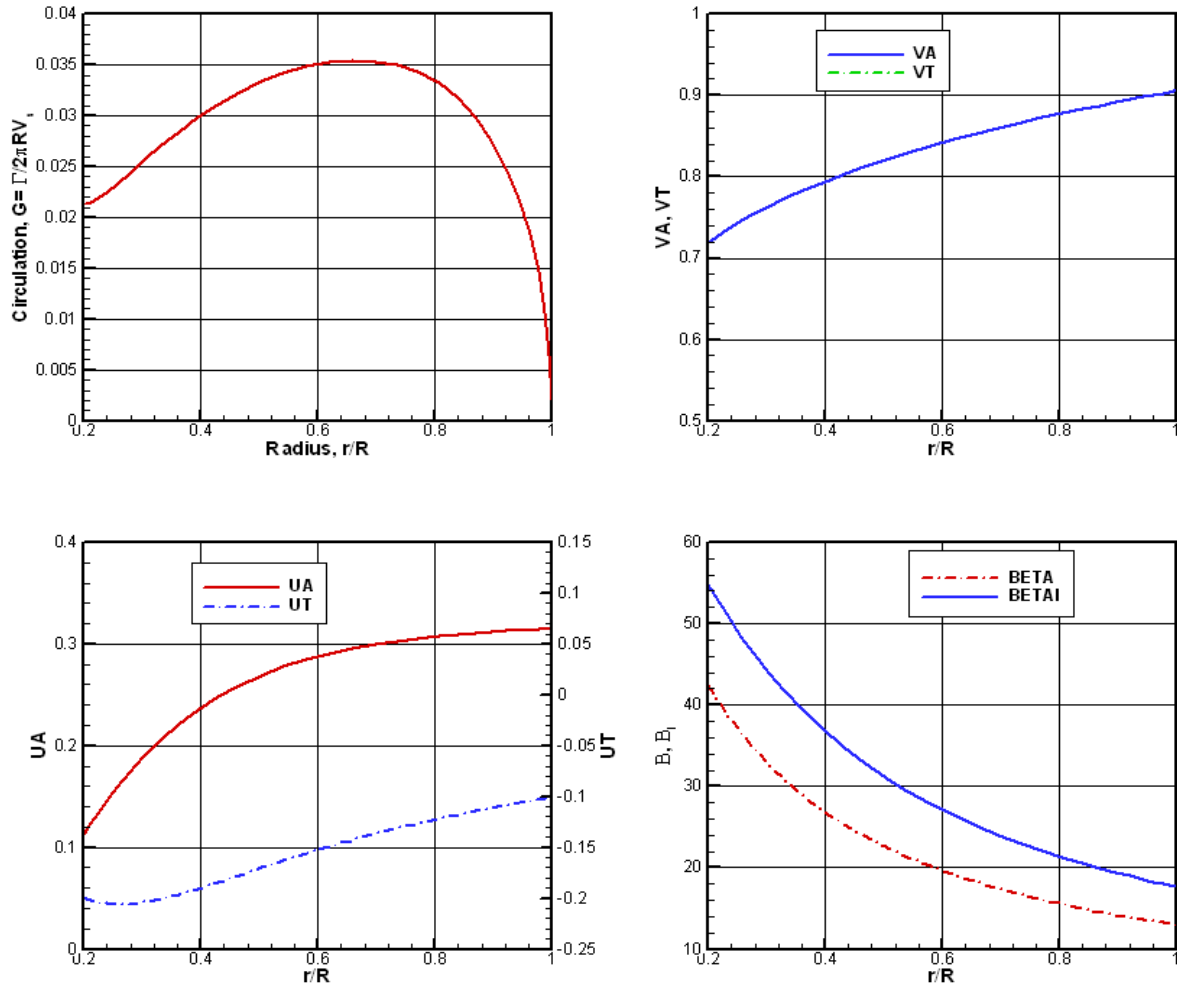 0.04
0.035
0.03
0.025
0.02
0.015
0.01
0.005
0
Circulation, G= Γ/2πRVs
0.2 0.4 0.6 0.8 1
Radius, r/R
1
0.9
0.8
0.7
0.6
0.5
VA, VT
VA
VT
0.2 0.4 0.6 0.8 1
r/R
0.4
0.3
0.2
0.1
0
UA
UA
UT
0.15
0.1
0.05
0
-0.05
-0.1
-0.15
-0.2
-0.25
UT
0.2 0.4 0.6 0.8 1
r/R
60
50
40
30
20
10
B, BI
BETA
BETAI
0.2 0.4 0.6 0.8 1
r/R